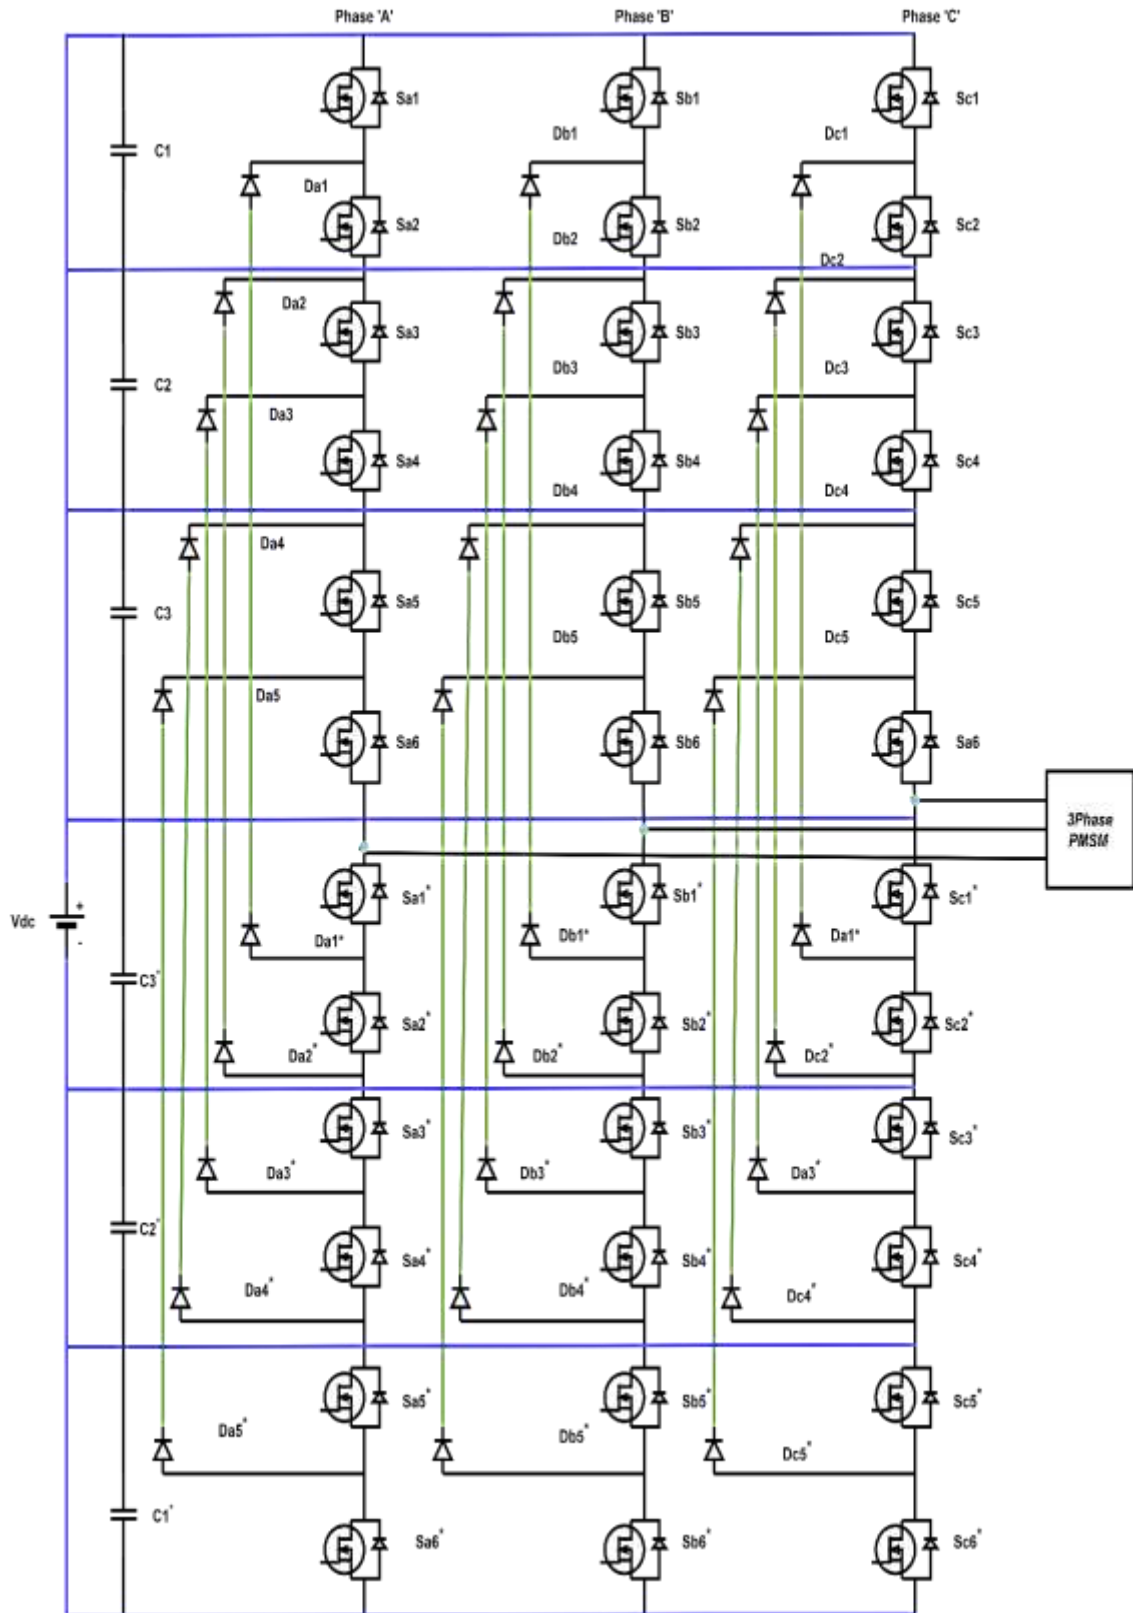 Phase 'A' Phase 'B' Phase 'C'
Sa1 Sb1 Sc1
Db1 Dc1
C1
Da1
Sa2 Sb2 Sc2
Db2
Dc2
Da2
Sa3 Sb3 Sc3
Db3 Dc3
C2
Da3
Sa4 Sb4 Sc4
Db4 Dc4
Da4
Sa5 Sb5 Sc5
C3
Db5 Dc5
Da5
Sa6 Sb6 Sa6
3Phase
PMSM
Sa1* Sb1* Sc1*
Vdc + -
Da1* Db1* Da1*
C3*
Sa2* Sb2* Sc2*
Da2* Db2* Dc2*
Sa3* Sb3* Sc3*
Da3* Db3* Da3*
C2*
Sa4* Sb4* Sc4*
Da4* Db4* Dc4*
Sa5* Sb5* Sc5*
Da5* Db5* Dc5*
C1*
Sa6* Sb6* Sc6*